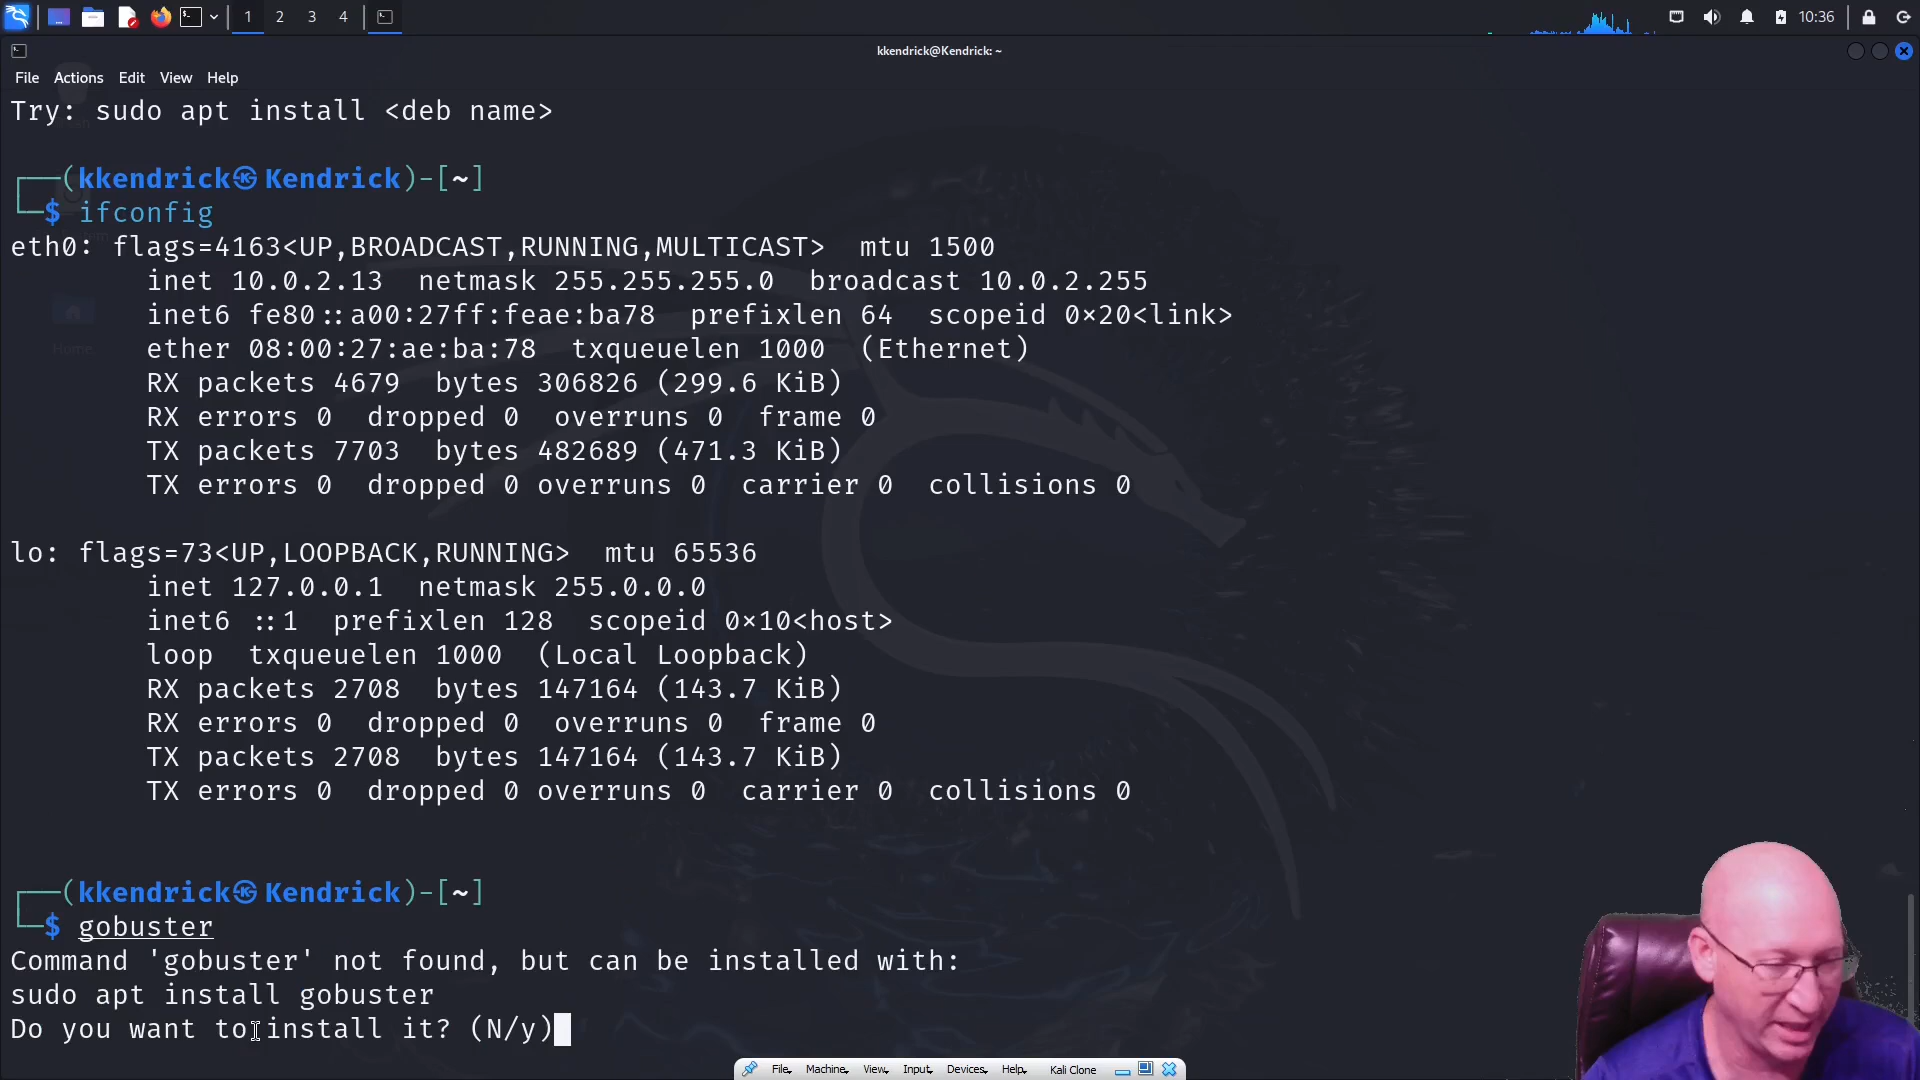 1 2 3 4
10:36
kkendrick@Kendrick: ~
File Actions Edit View Help
Try: sudo apt install <deb name>
┌──(kkendrick㉿Kendrick)-[~]
└─$ ifconfig
eth0: flags=4163<UP,BROADCAST,RUNNING,MULTICAST>  mtu 1500
inet 10.0.2.13  netmask 255.255.255.0  broadcast 10.0.2.255
inet6 fe80::a00:27ff:feae:ba78  prefixlen 64  scopeid 0×20<link>
ether 08:00:27:ae:ba:78  txqueuelen 1000  (Ethernet)
RX packets 4679  bytes 306826 (299.6 KiB)
RX errors 0  dropped 0  overruns 0  frame 0
TX packets 7703  bytes 482689 (471.3 KiB)
TX errors 0  dropped 0 overruns 0  carrier 0  collisions 0
lo: flags=73<UP,LOOPBACK,RUNNING>  mtu 65536
inet 127.0.0.1  netmask 255.0.0.0
inet6 ::1  prefixlen 128  scopeid 0×10<host>
loop  txqueuelen 1000  (Local Loopback)
RX packets 2708  bytes 147164 (143.7 KiB)
RX errors 0  dropped 0  overruns 0  frame 0
TX packets 2708  bytes 147164 (143.7 KiB)
TX errors 0  dropped 0 overruns 0  carrier 0  collisions 0
┌──(kkendrick㉿Kendrick)-[~]
└─$ gobuster
Command 'gobuster' not found, but can be installed with:
sudo apt install gobuster
Do you want to install it? (N/y)
File Machine View Input Devices Help Kali Clone
Home